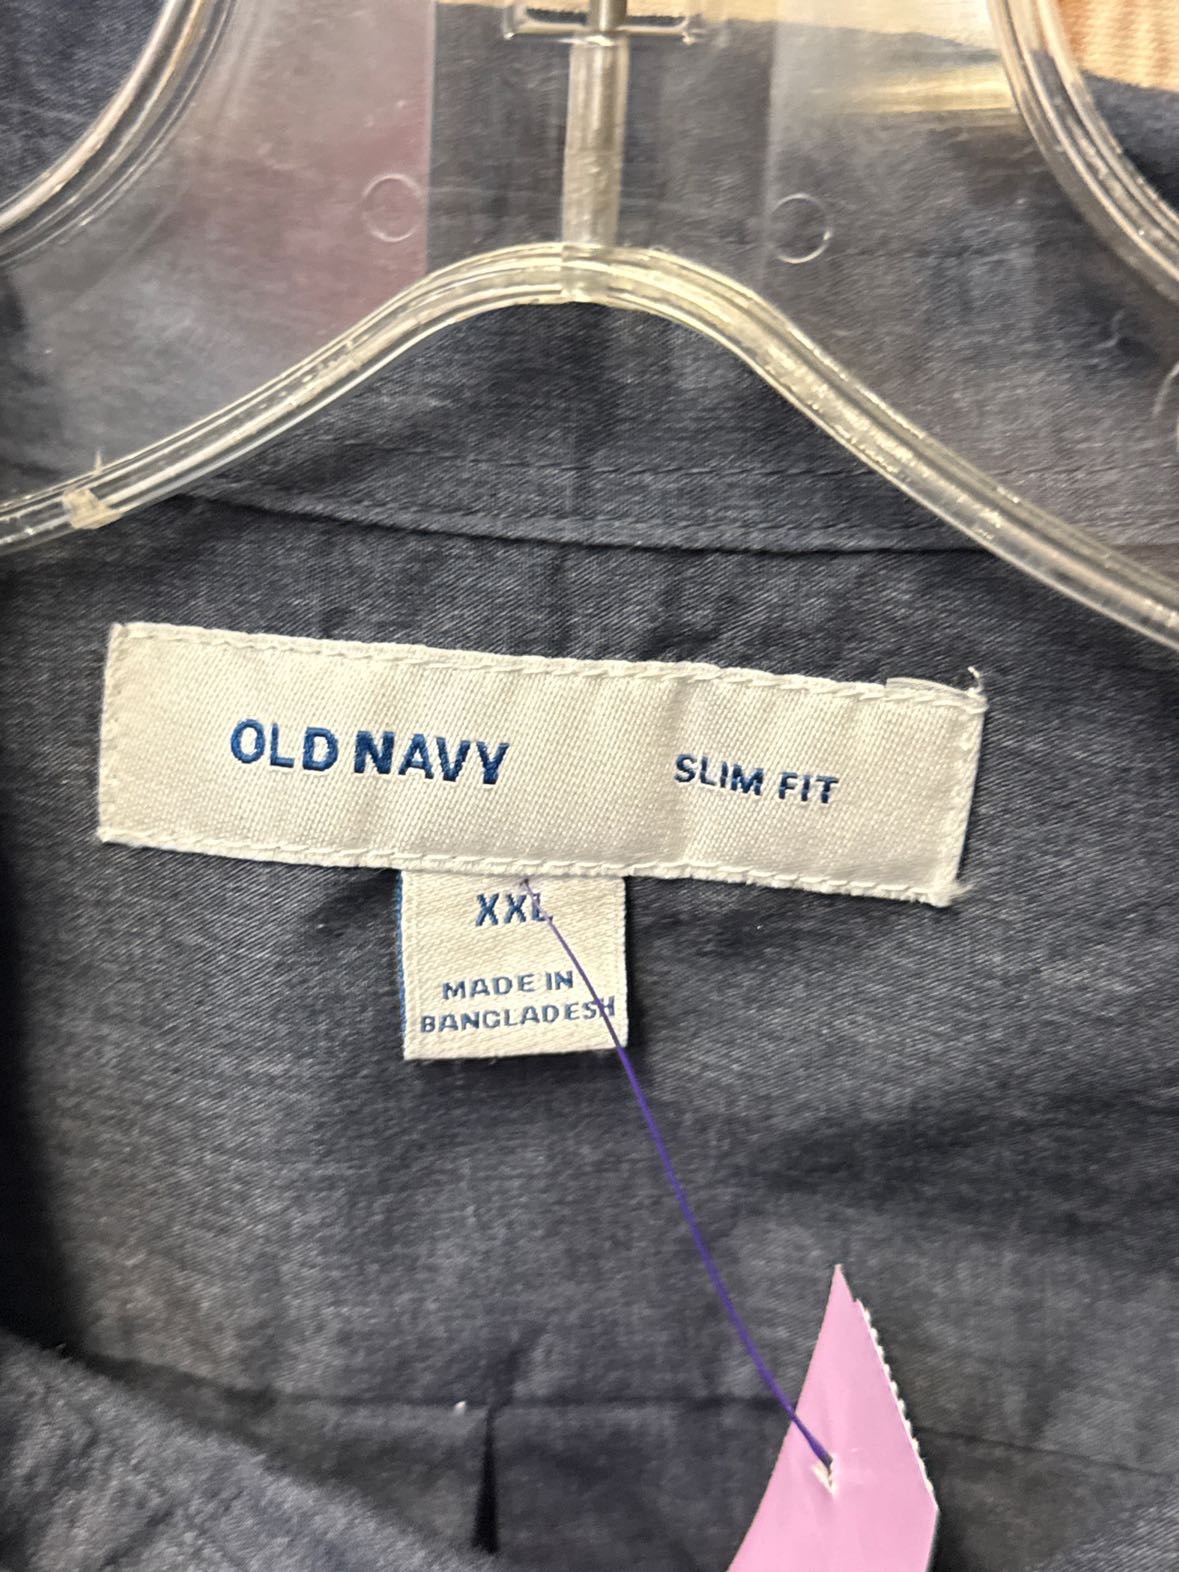 OLD NAVY
SLIM FIT
XXL
MADE IN
BANGLADESH